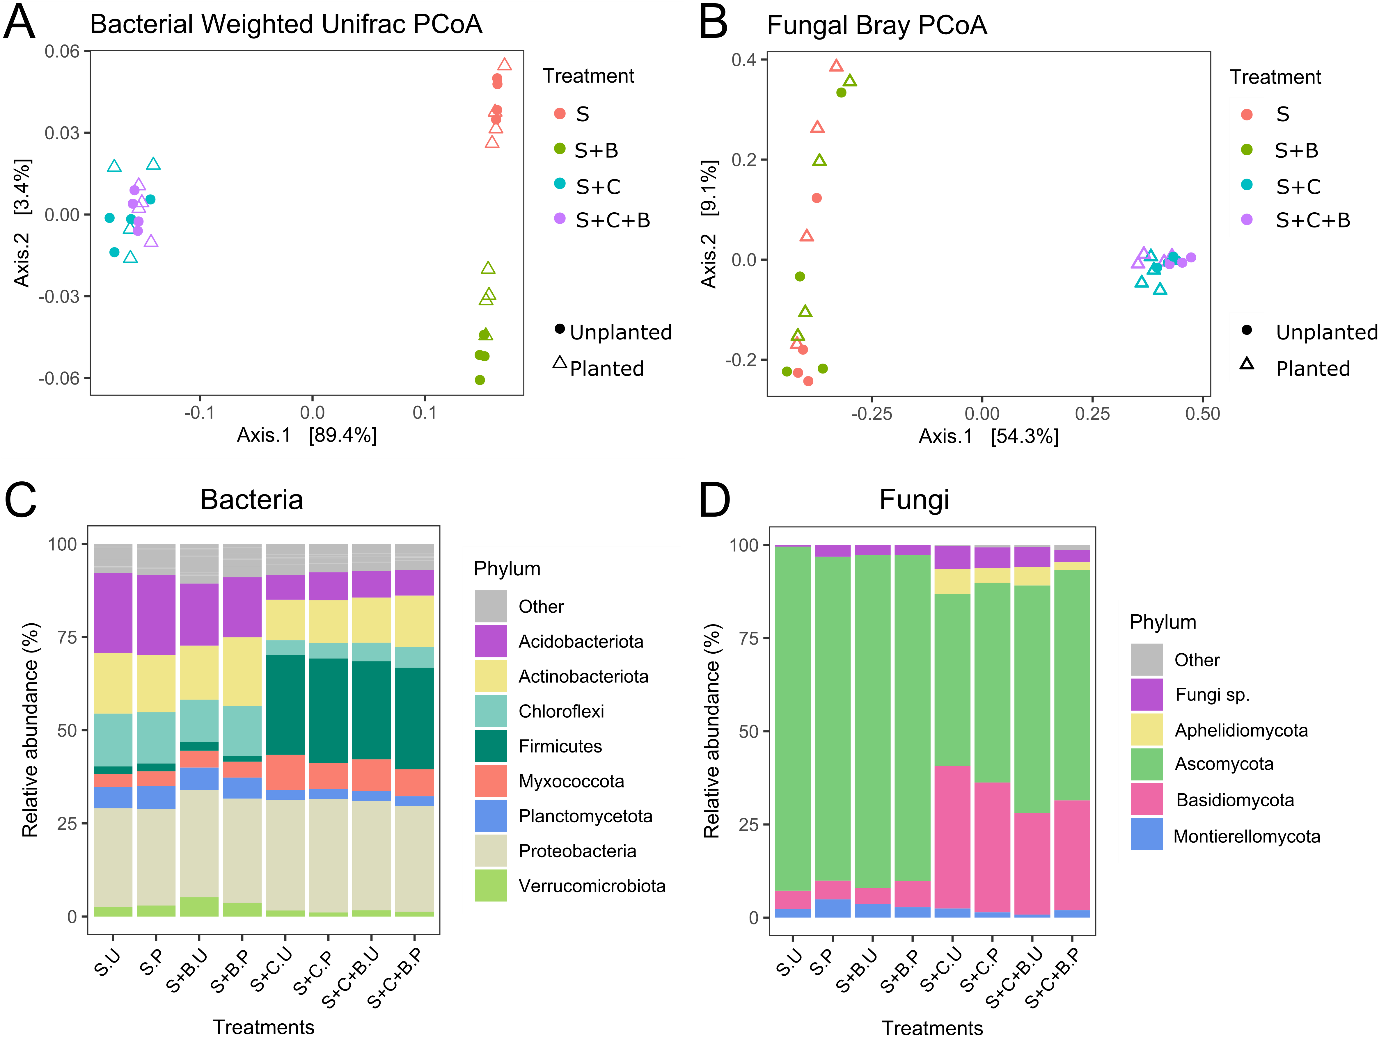 A
Bacterial Weighted Unifrac PCoA
0.06
0.03
0.00
-0.03
-0.06
Axis.2 [3.4%]
-0.1
0.0
0.1
Axis.1 [89.4%]
Treatment
S
S+B
S+C
S+C+B
Unplanted
Planted
B
Fungal Bray PCoA
0.4
0.2
0.0
-0.2
Axis.2 [9.1%]
-0.25
0.00
0.25
0.50
Axis.1 [54.3%]
Treatment
S
S+B
S+C
S+C+B
Unplanted
Planted
C
Bacteria
100
75
50
25
0
Relative abundance (%)
S.U
S.P
S+B.U
S+B.P
S+C.U
S+C.P
S+C+B.U
S+C+B.P
Treatments
Phylum
Other
Acidobacteriota
Actinobacteriota
Chloroflexi
Firmicutes
Myxococcota
Planctomycetota
Proteobacteria
Verrucomicrobiota
D
Fungi
100
75
50
25
0
Relative abundance (%)
S.U
S.P
S+B.U
S+B.P
S+C.U
S+C.P
S+C+B.U
S+C+B.P
Treatments
Phylum
Other
Fungi sp.
Aphelidiomycota
Ascomycota
Basidiomycota
Montierellomycota